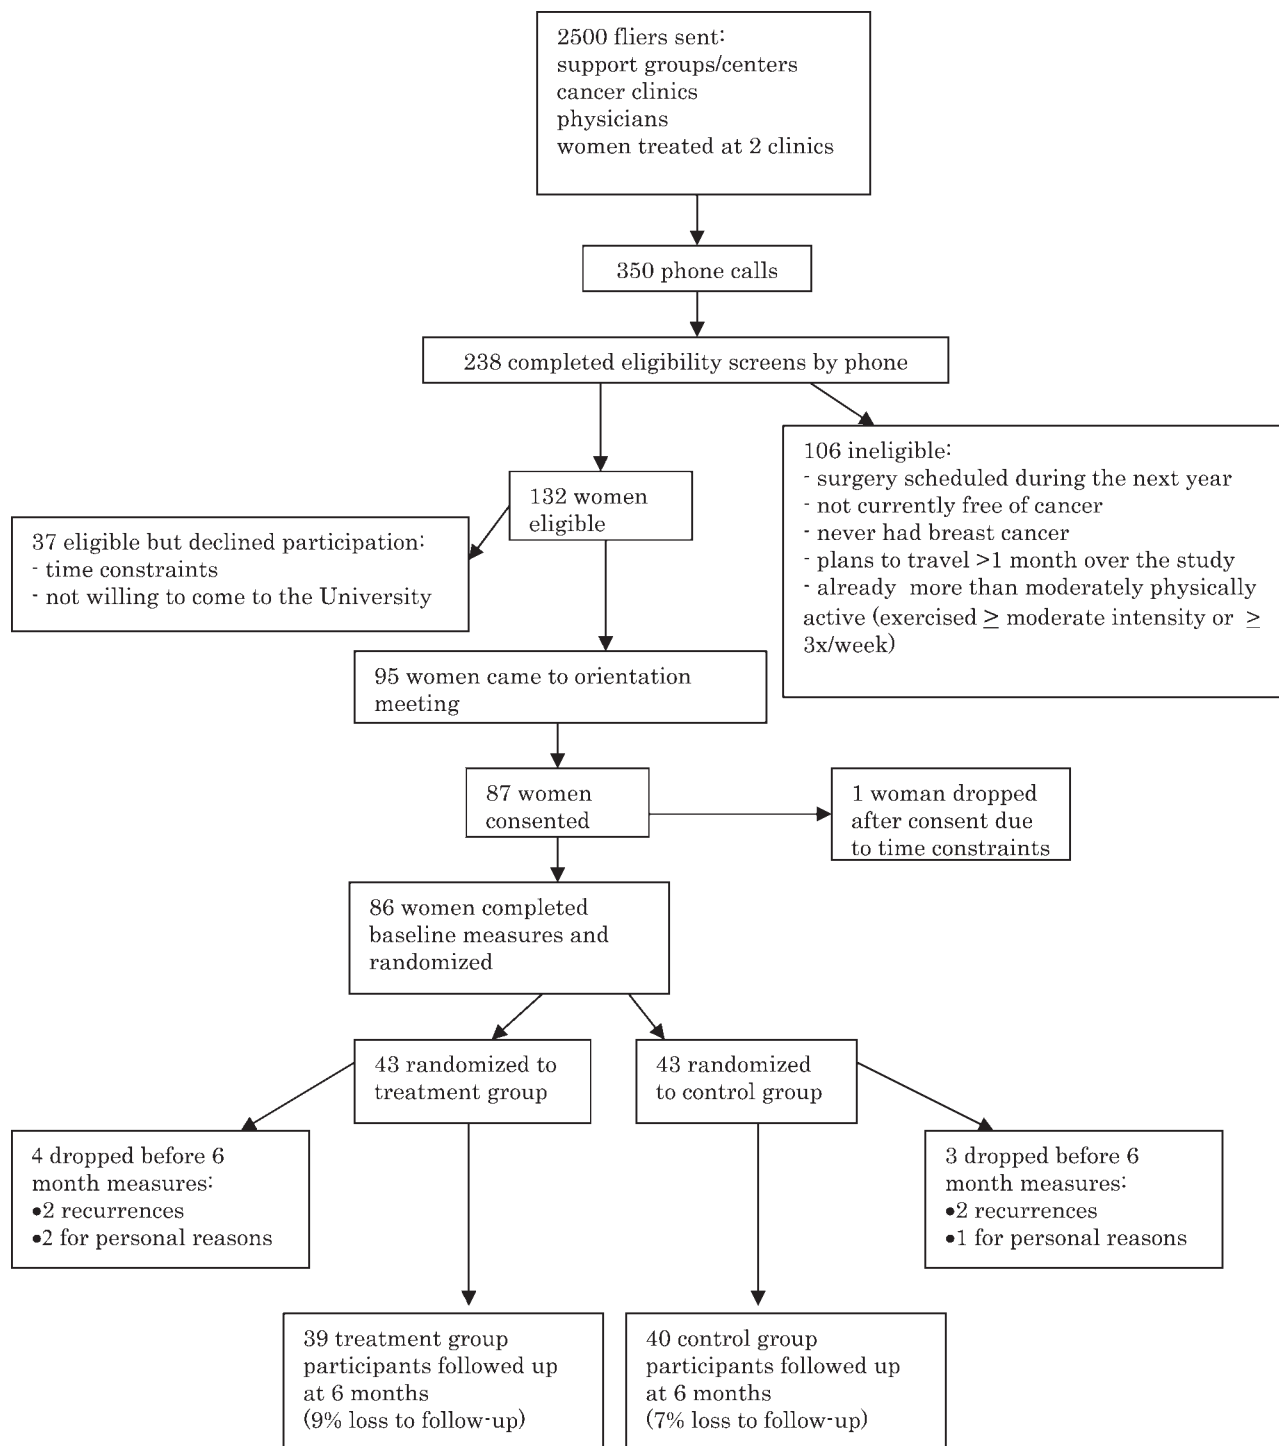 2500 fliers sent:
support groups/centers
cancer clinics
physicians
women treated at 2 clinics
350 phone calls
238 completed eligibility screens by phone
106 ineligible:
- surgery scheduled during the next year
- not currently free of cancer
- never had breast cancer
- plans to travel >1 month over the study
- already more than moderately physically
active (exercised ≥ moderate intensity or ≥
3x/week)
132 women
eligible
37 eligible but declined participation:
- time constraints
- not willing to come to the University
95 women came to orientation
meeting
87 women
consented
1 woman dropped
after consent due
to time constraints
86 women completed
baseline measures and
randomized
43 randomized to
treatment group
43 randomized
to control group
4 dropped before 6
month measures:
•2 recurrences
•2 for personal reasons
3 dropped before 6
month measures:
•2 recurrences
•1 for personal reasons
39 treatment group
participants followed up
at 6 months
(9% loss to follow-up)
40 control group
participants followed up
at 6 months
(7% loss to follow-up)